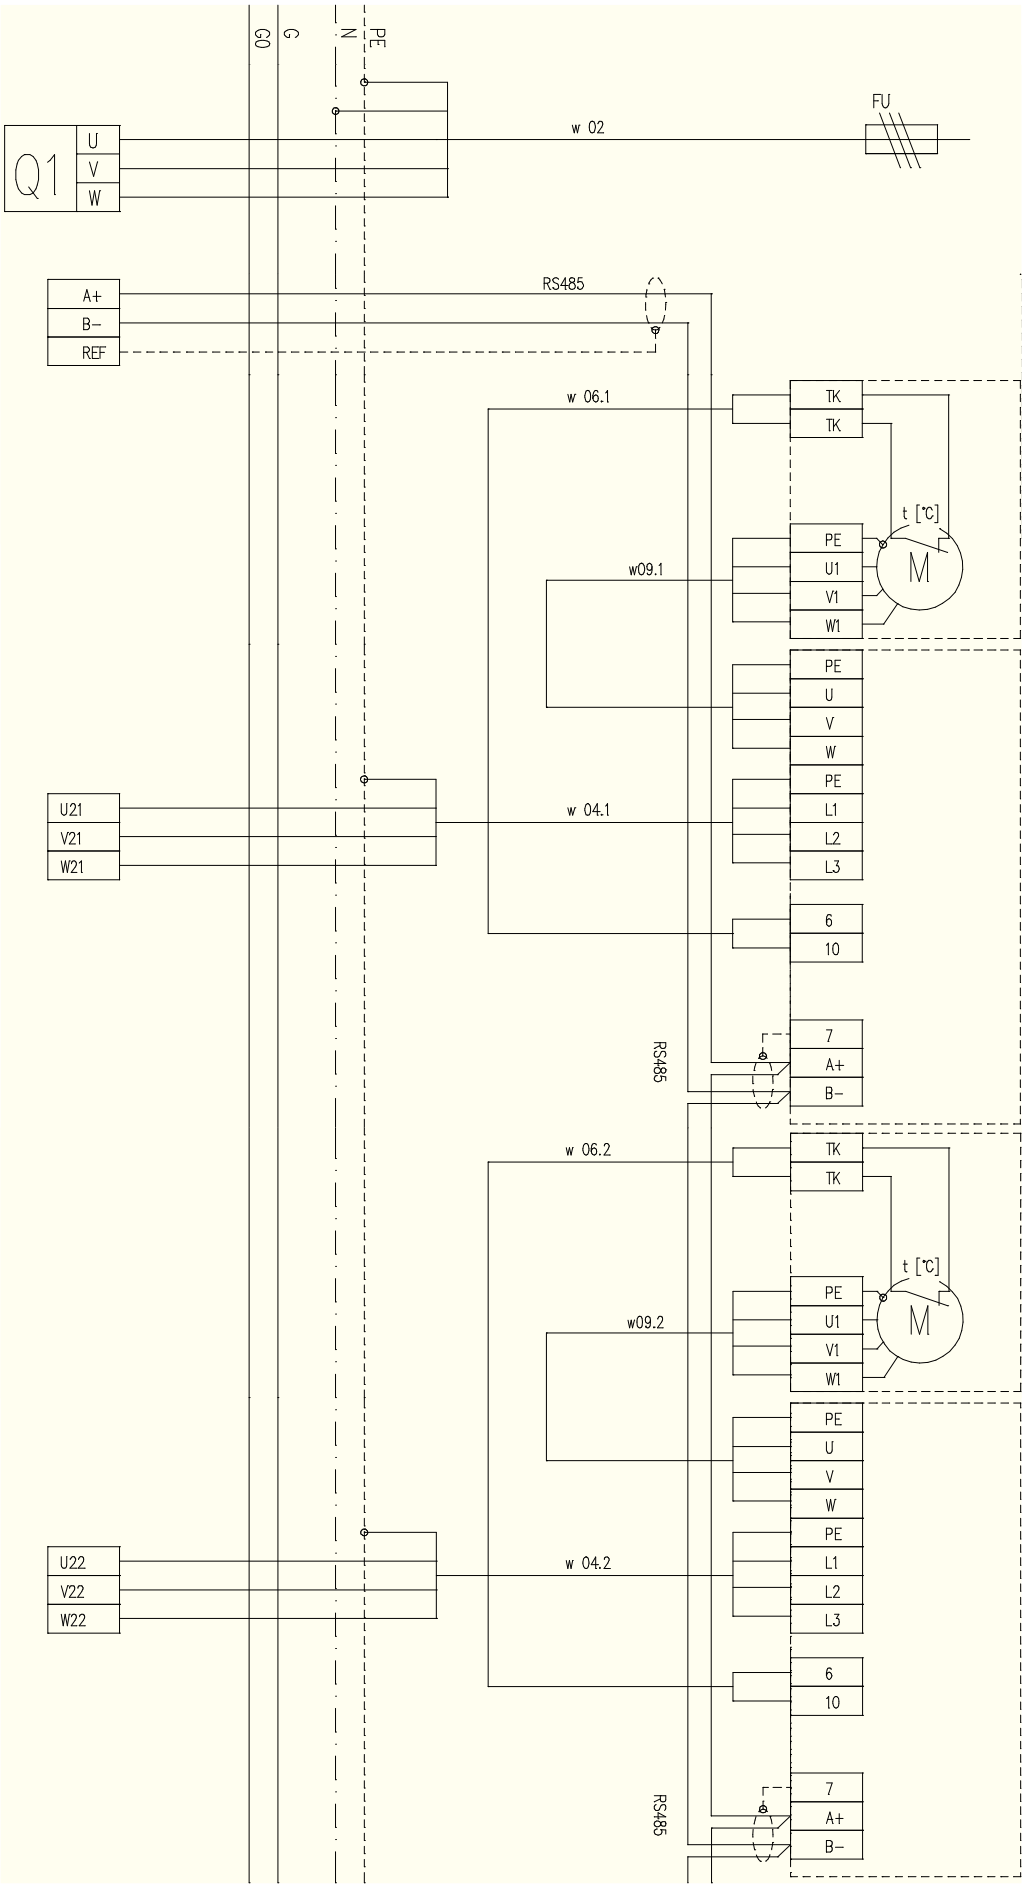 G0
G
N
PE
FU
w 02
Q1
U
V
W
RS485
A+
B-
REF
w 06.1
TK
TK
t [°C]
M
PE
U1
V1
W1
w09.1
PE
U
V
W
PE
L1
L2
L3
w 04.1
U21
V21
W21
6
10
RS485
7
A+
B-
w 06.2
TK
TK
t [°C]
M
PE
U1
V1
W1
w09.2
PE
U
V
W
PE
L1
L2
L3
w 04.2
U22
V22
W22
6
10
RS485
7
A+
B-